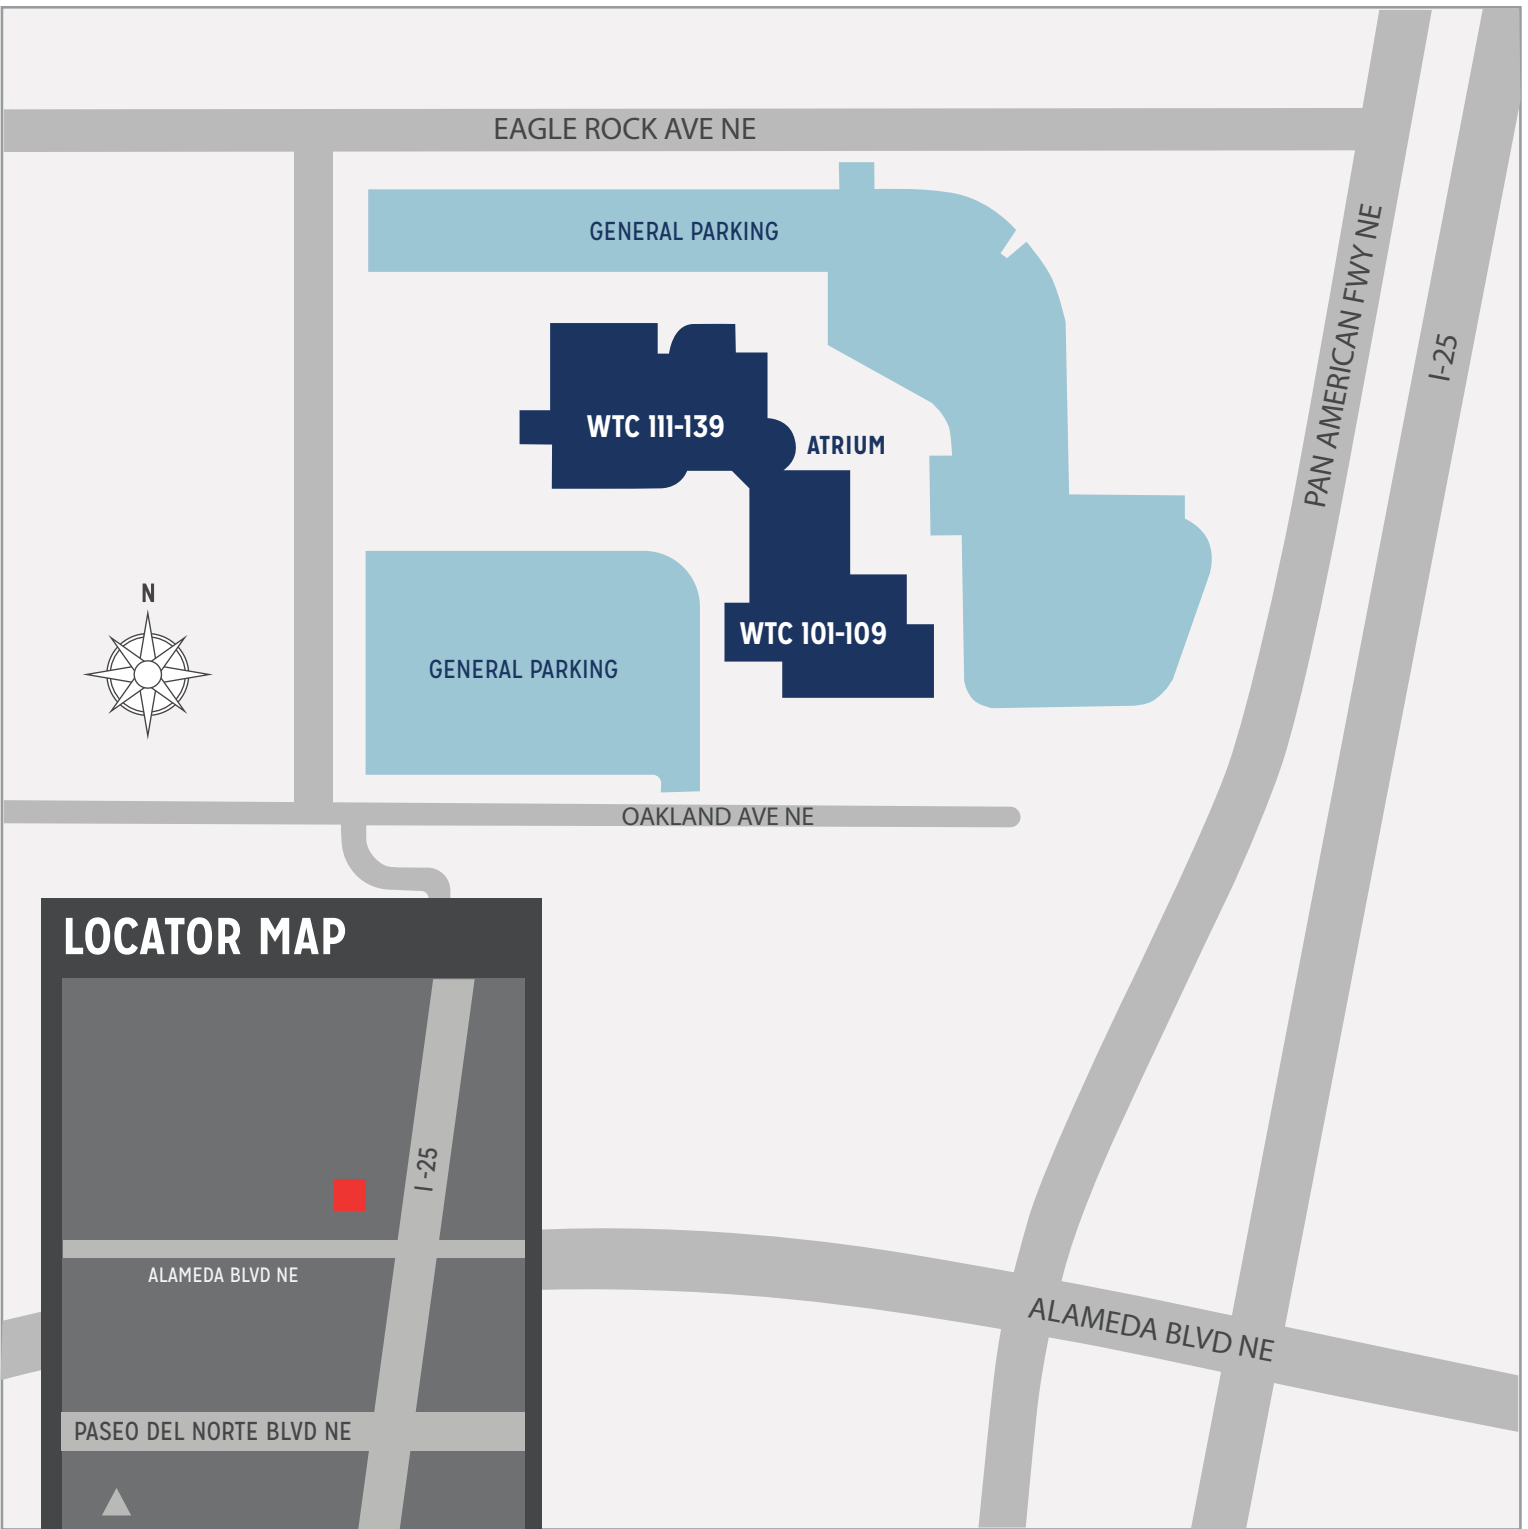 EAGLE ROCK AVE NE
GENERAL PARKING
PAN AMERICAN FWY NE
I-25
WTC 111-139
ATRIUM
N
WTC 101-109
GENERAL PARKING
OAKLAND AVE NE
LOCATOR MAP
I -25
ALAMEDA BLVD NE
ALAMEDA BLVD NE
PASEO DEL NORTE BLVD NE